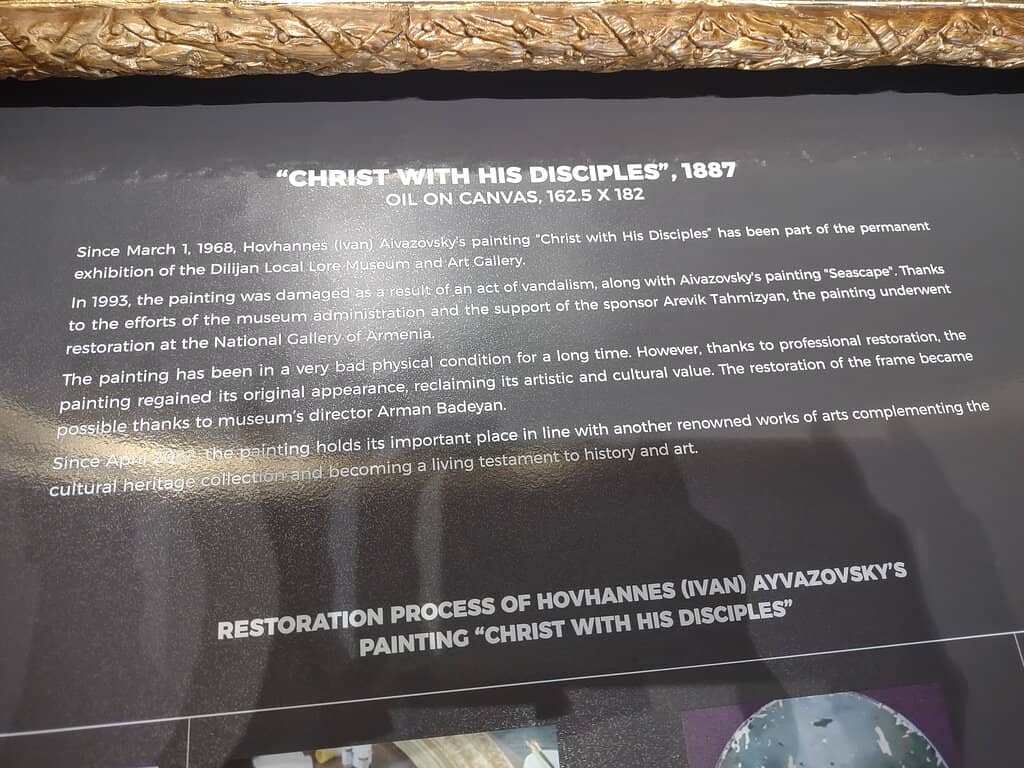 “CHRIST WITH HIS DISCIPLES”, 1887
OIL ON CANVAS, 162.5 X 182
Since March 1, 1968, Hovhannes (Ivan) Aivazovsky's painting "Christ with His Disciples" has been part of the permanent
exhibition of the Dilijan Local Lore Museum and Art Gallery.
In 1993, the painting was damaged as a result of an act of vandalism, along with Aivazovsky's painting "Seascape". Thanks
to the efforts of the museum administration and the support of the sponsor Arevik Tahmizyan, the painting underwent
restoration at the National Gallery of Armenia.
The painting has been in a very bad physical condition for a long time. However, thanks to professional restoration, the
painting regained its original appearance, reclaiming its artistic and cultural value. The restoration of the frame became
possible thanks to museum's director Arman Badeyan.
Since April the painting holds its important place in line with another renowned works of arts complementing the
cultural heritage collection and becoming a living testament to history and art.
RESTORATION PROCESS OF HOVHANNES (IVAN) AYVAZOVSKY’S
PAINTING “CHRIST WITH HIS DISCIPLES”